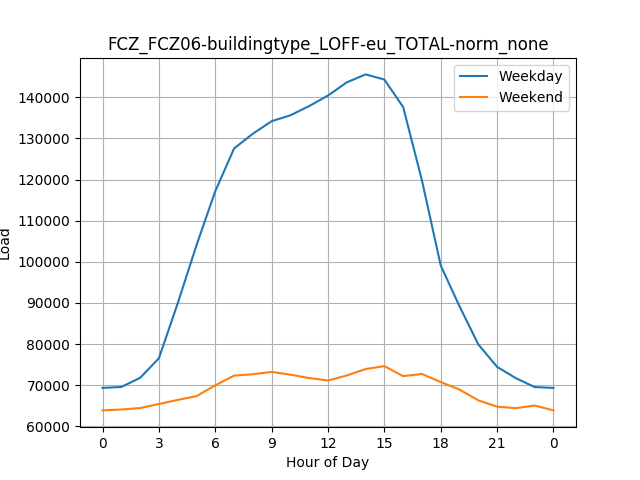 FCZ_FCZ06-buildingtype_LOFF-eu_TOTAL-norm_none
Weekday
Weekend
140000
130000
120000
110000
100000
90000
80000
70000
60000
Load
0 3 6 9 12 15 18 21 0
Hour of Day